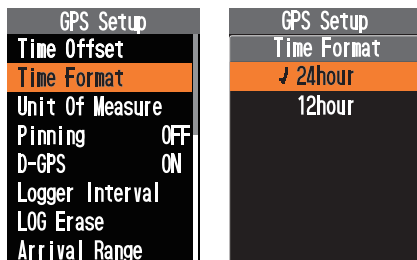 GPS Setup
Time Offset
Time Format
Unit Of Measure
Pinning OFF
D-GPS ON
Logger Interval
LOG Erase
Arrival Range
GPS Setup
Time Format
✓ 24hour
12hour